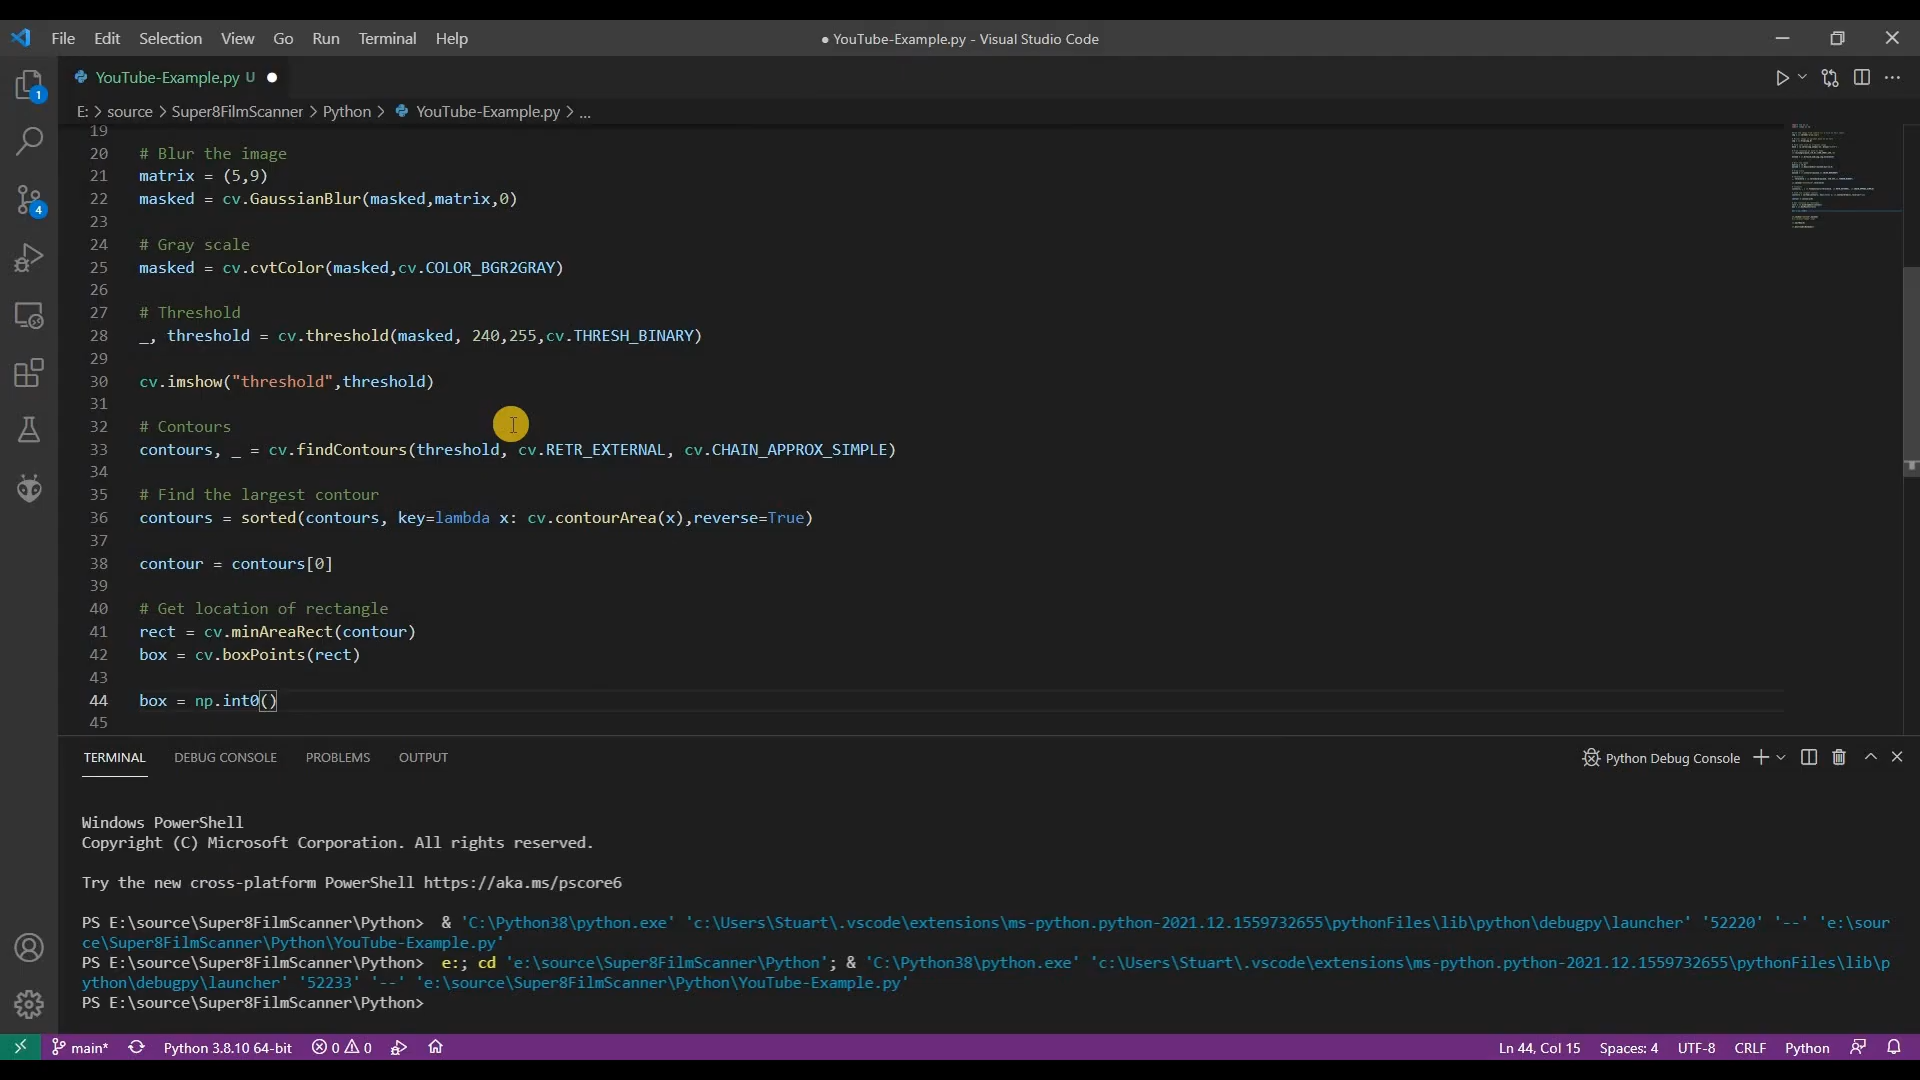 File Edit Selection View Go Run Terminal Help
● YouTube-Example.py - Visual Studio Code
YouTube-Example.py U ●
E: > source > Super8FilmScanner > Python > YouTube-Example.py > ...
19
20 # Blur the image
21 matrix = (5,9)
22 masked = cv.GaussianBlur(masked,matrix,0)
23
24 # Gray scale
25 masked = cv.cvtColor(masked,cv.COLOR_BGR2GRAY)
26
27 # Threshold
28 _, threshold = cv.threshold(masked, 240,255,cv.THRESH_BINARY)
29
30 cv.imshow("threshold",threshold)
31
32 # Contours
33 contours, _ = cv.findContours(threshold, cv.RETR_EXTERNAL, cv.CHAIN_APPROX_SIMPLE)
34
35 # Find the largest contour
36 contours = sorted(contours, key=lambda x: cv.contourArea(x),reverse=True)
37
38 contour = contours[0]
39
40 # Get location of rectangle
41 rect = cv.minAreaRect(contour)
42 box = cv.boxPoints(rect)
43
44 box = np.int0()
45
1
4
TERMINAL DEBUG CONSOLE PROBLEMS OUTPUT
Python Debug Console
Windows PowerShell
Copyright (C) Microsoft Corporation. All rights reserved.
Try the new cross-platform PowerShell https://aka.ms/pscore6
PS E:\source\Super8FilmScanner\Python>  & 'C:\Python38\python.exe' 'c:\Users\Stuart\.vscode\extensions\ms-python.python-2021.12.1559732655\pythonFiles\lib\python\debugpy\launcher' '52220' '--' 'e:\sour
ce\Super8FilmScanner\Python\YouTube-Example.py'
PS E:\source\Super8FilmScanner\Python>  e:; cd 'e:\source\Super8FilmScanner\Python'; & 'C:\Python38\python.exe' 'c:\Users\Stuart\.vscode\extensions\ms-python.python-2021.12.1559732655\pythonFiles\lib\p
ython\debugpy\launcher' '52233' '--' 'e:\source\Super8FilmScanner\Python\YouTube-Example.py'
PS E:\source\Super8FilmScanner\Python>
main* Python 3.8.10 64-bit 0 0
Ln 44, Col 15 Spaces: 4 UTF-8 CRLF Python